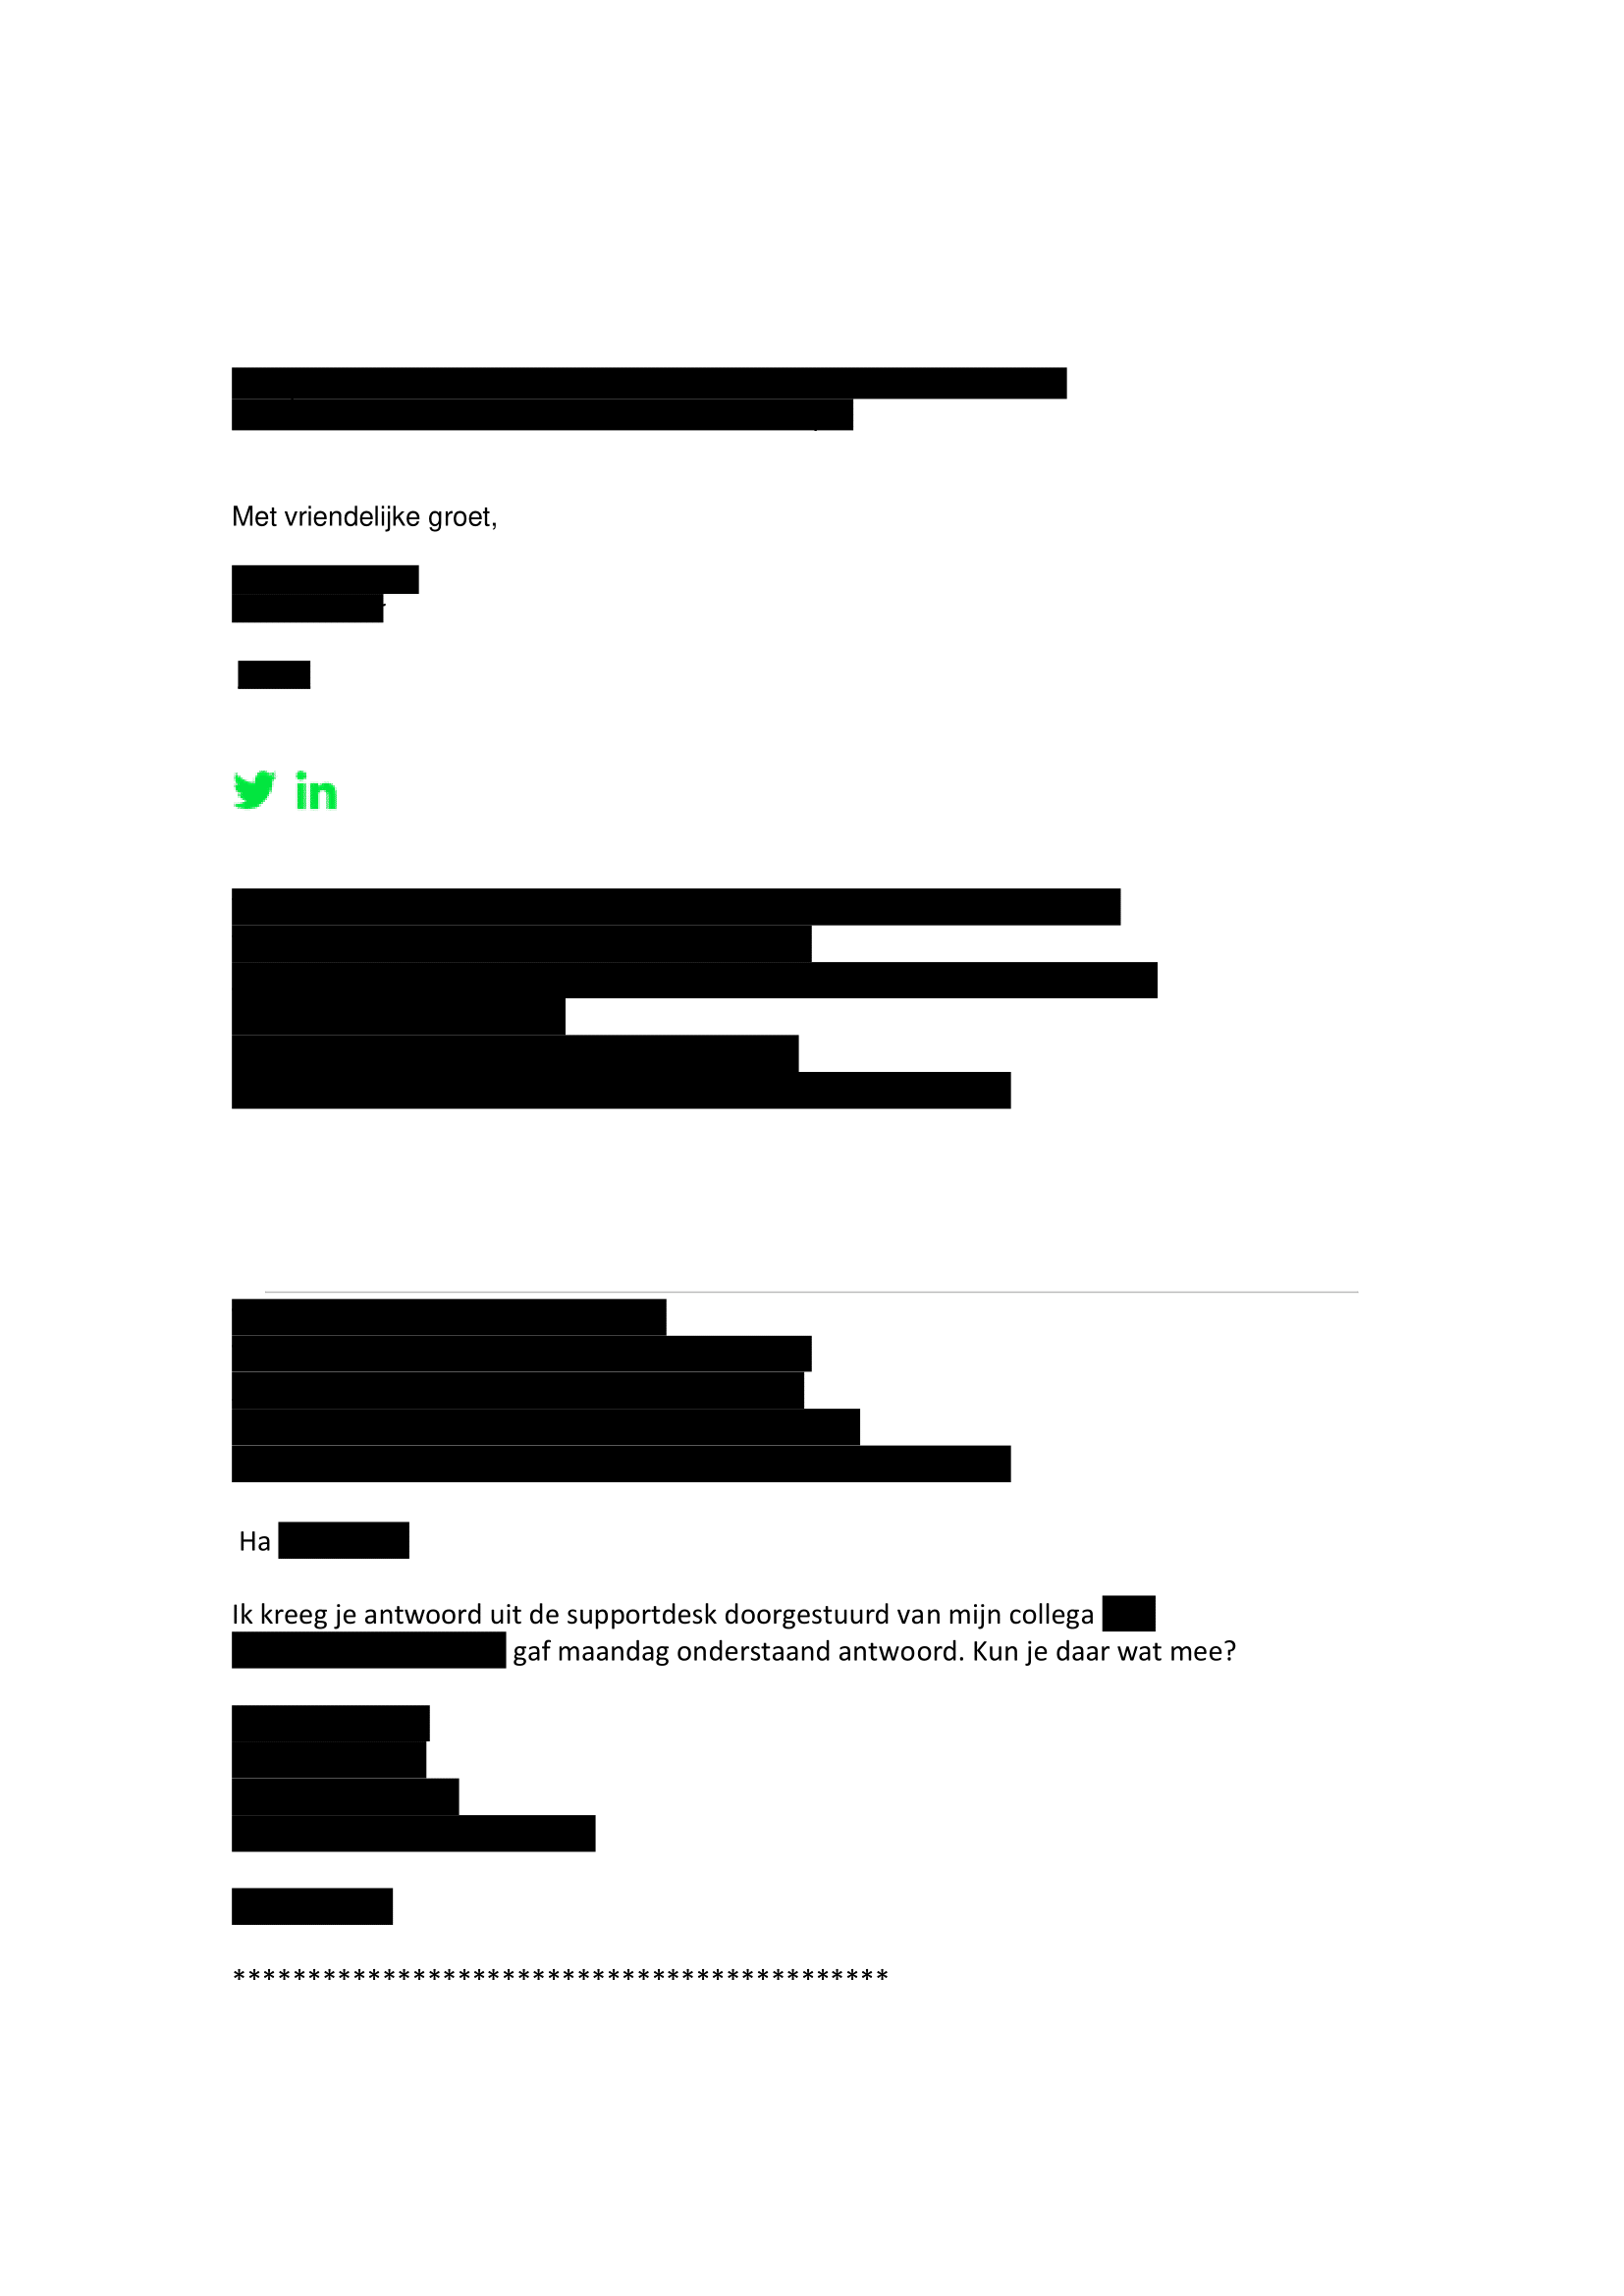 Met vriendelijke groet,
in
Ha
Ik kreeg je antwoord uit de supportdesk doorgestuurd van mijn collega
gaf maandag onderstaand antwoord. Kun je daar wat mee?
********************************************